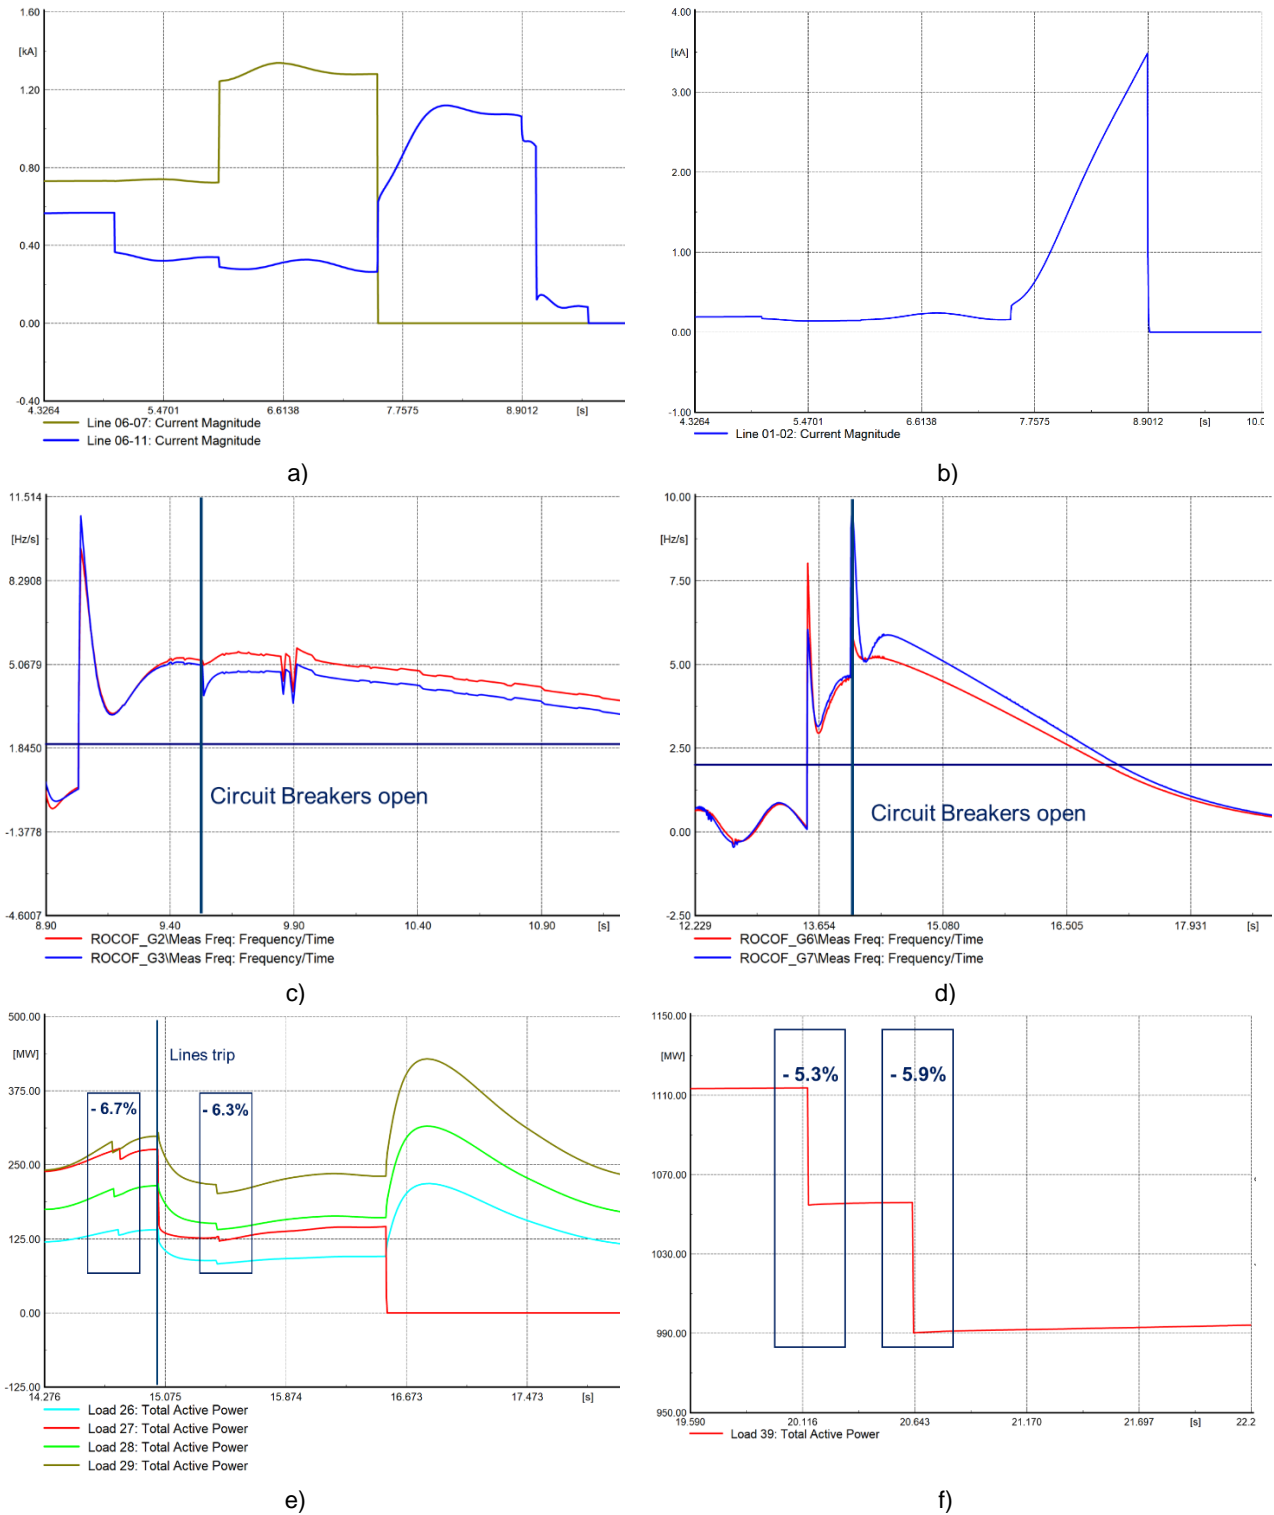 1.60
[kA]
1.20
0.80
0.40
0.00
-0.40
4.3264 5.4701 6.6138 7.7575 8.9012 [s]
Line 06-07: Current Magnitude
Line 06-11: Current Magnitude
a)
4.00
[kA]
3.00
2.00
1.00
0.00
-1.00
4.3264 5.4701 6.6138 7.7575 8.9012 [s] 10.0
Line 01-02: Current Magnitude
b)
11.514
[Hz/s]
8.2908
5.0679
1.8450
-1.3778
-4.6007
Circuit Breakers open
8.90 9.40 9.90 10.40 10.90 [s]
ROCOF_G2\Meas Freq: Frequency/Time
ROCOF_G3\Meas Freq: Frequency/Time
c)
10.00
[Hz/s]
7.50
5.00
2.50
0.00
-2.50
Circuit Breakers open
12.229 13.654 15.080 16.505 17.931 [s]
ROCOF_G6\Meas Freq: Frequency/Time
ROCOF_G7\Meas Freq: Frequency/Time
d)
500.00
[MW]
375.00
250.00
125.00
0.00
-125.00
Lines trip
- 6.7%
- 6.3%
14.276 15.075 15.874 16.673 17.473 [s]
Load 26: Total Active Power
Load 27: Total Active Power
Load 28: Total Active Power
Load 29: Total Active Power
e)
1150.00
[MW]
1110.00
1070.00
1030.00
990.00
950.00
- 5.3%
- 5.9%
19.590 20.116 20.643 21.170 21.697 [s] 22.2
Load 39: Total Active Power
f)